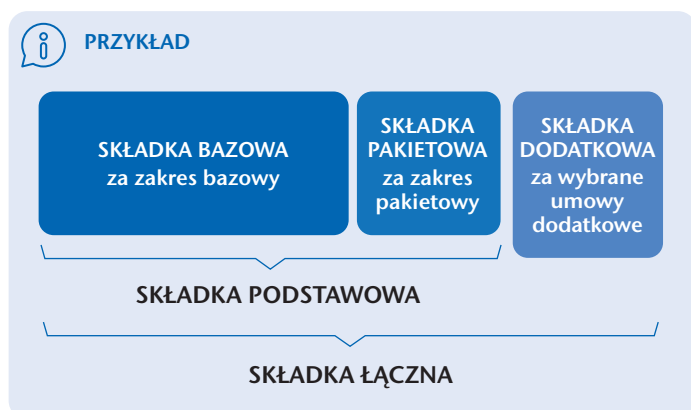 PRZYKŁAD
SKŁADKA BAZOWA
za zakres bazowy
SKŁADKA
PAKIETOWA
za zakres
pakietowy
SKŁADKA
DODATKOWA
za wybrane
umowy
dodatkowe
SKŁADKA PODSTAWOWA
SKŁADKA ŁĄCZNA